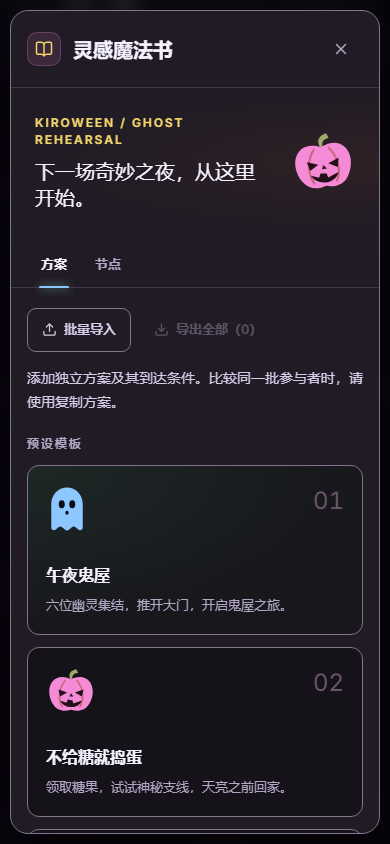 灵感魔法书
KIROWEEN / GHOST
REHEARSAL
下一场奇妙之夜，从这里
开始。
方案
节点
批量导入
导出全部（0）
添加独立方案及其到达条件。比较同一批参与者时，请
使用复制方案。
预设模板
01
午夜鬼屋
六位幽灵集结，推开大门，开启鬼屋之旅。
02
不给糖就捣蛋
领取糖果，试试神秘支线，天亮之前回家。